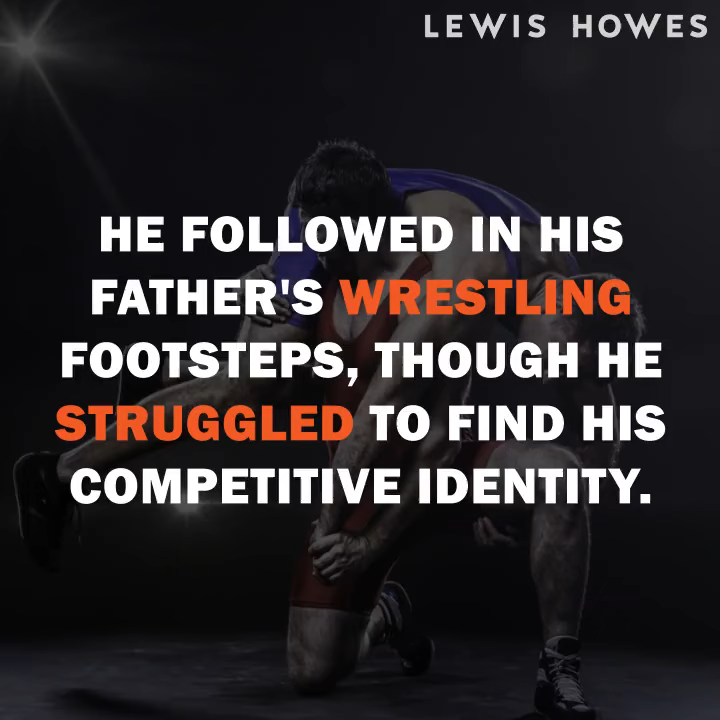 LEWIS HOWES
HE FOLLOWED IN HIS
FATHER'S WRESTLING
FOOTSTEPS, THOUGH HE
STRUGGLED TO FIND HIS
COMPETITIVE IDENTITY.